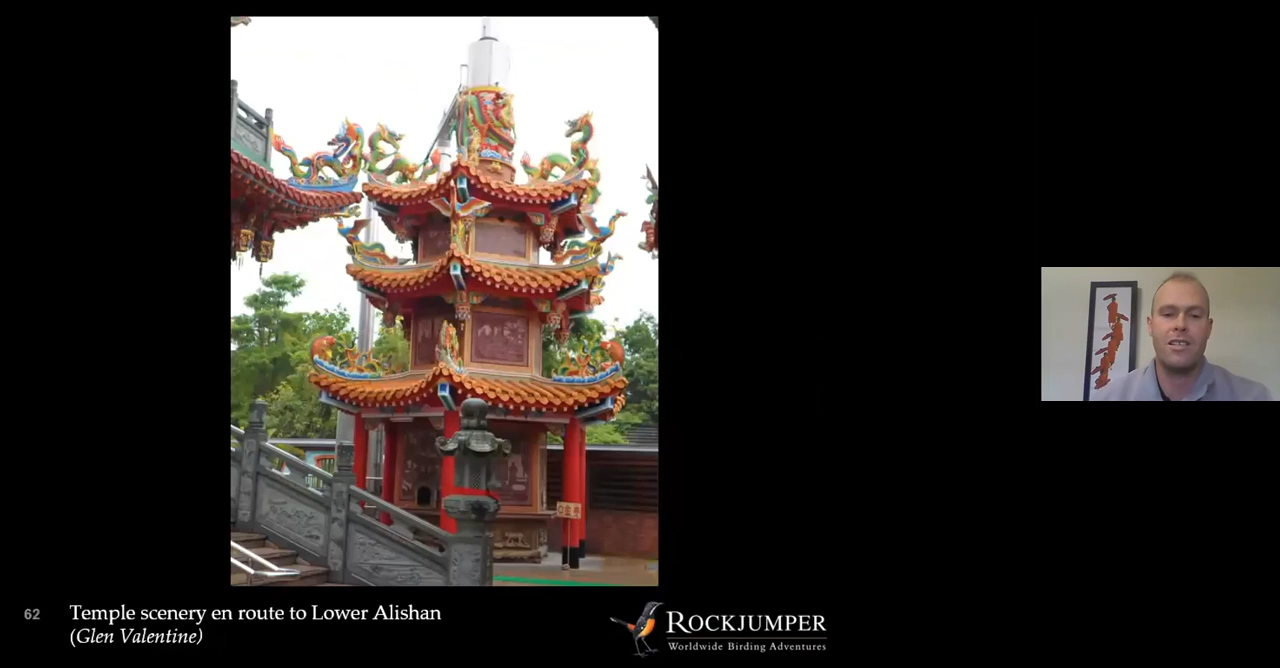 62
Temple scenery en route to Lower Alishan
(Glen Valentine)
ROCKJUMPER
Worldwide Birding Adventures